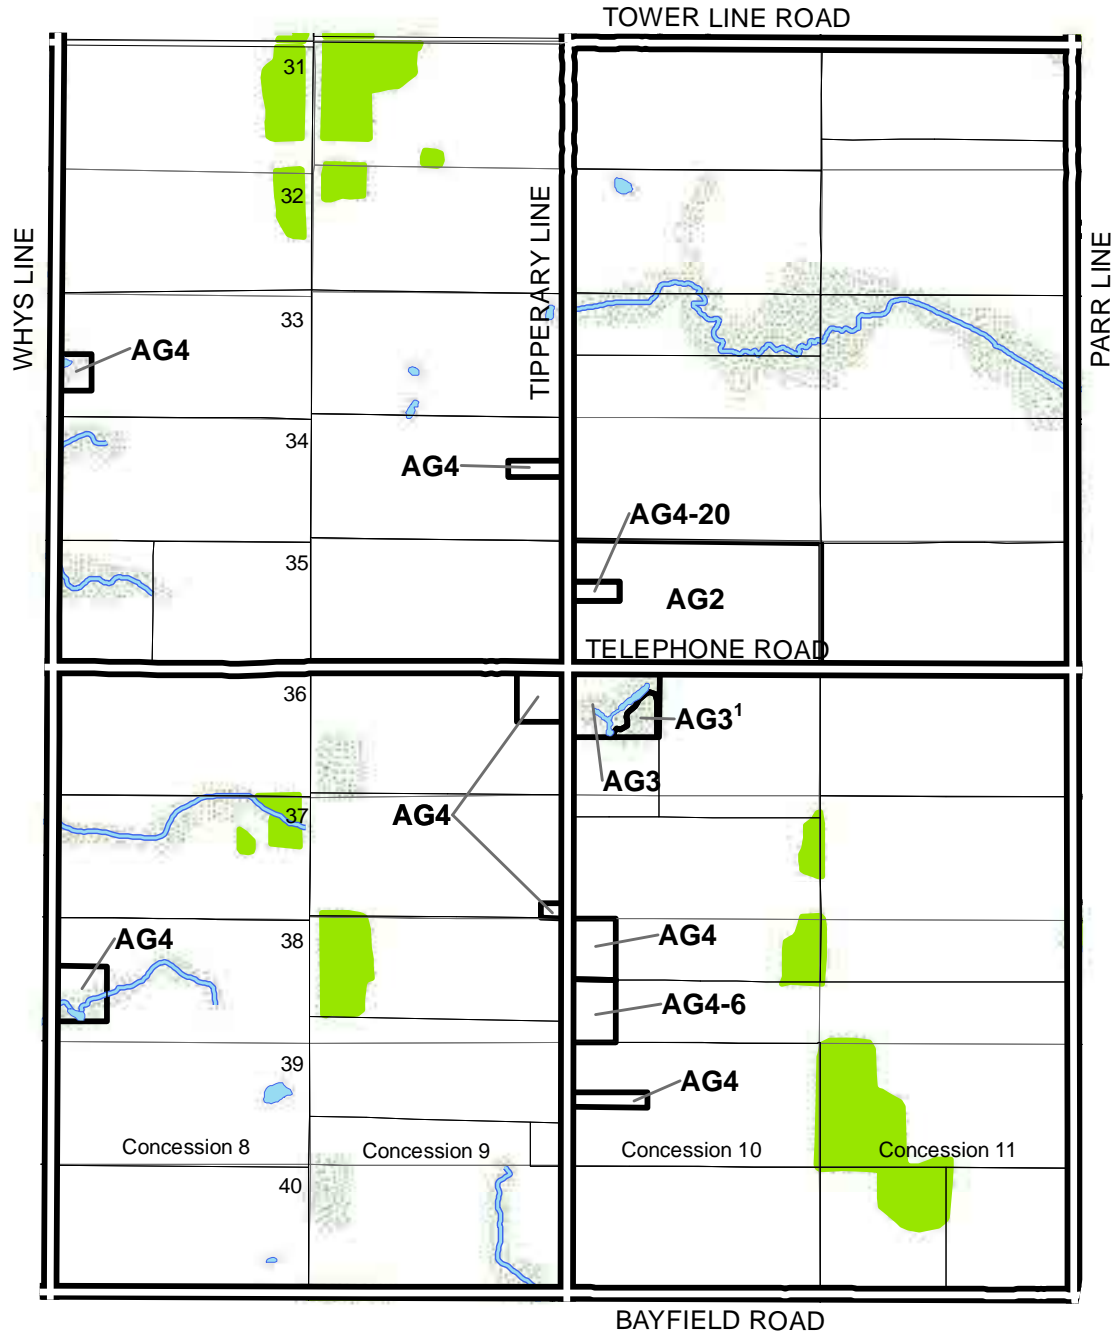 TOWER LINE ROAD
31
32
WHYS LINE
TIPPERARY LINE
PARR LINE
33
AG4
34
AG4
AG4-20
35
AG2
TELEPHONE ROAD
36
AG3¹
AG3
37
AG4
38
AG4
AG4
AG4-6
39
AG4
Concession 8
Concession 9
Concession 10
Concession 11
40
BAYFIELD ROAD